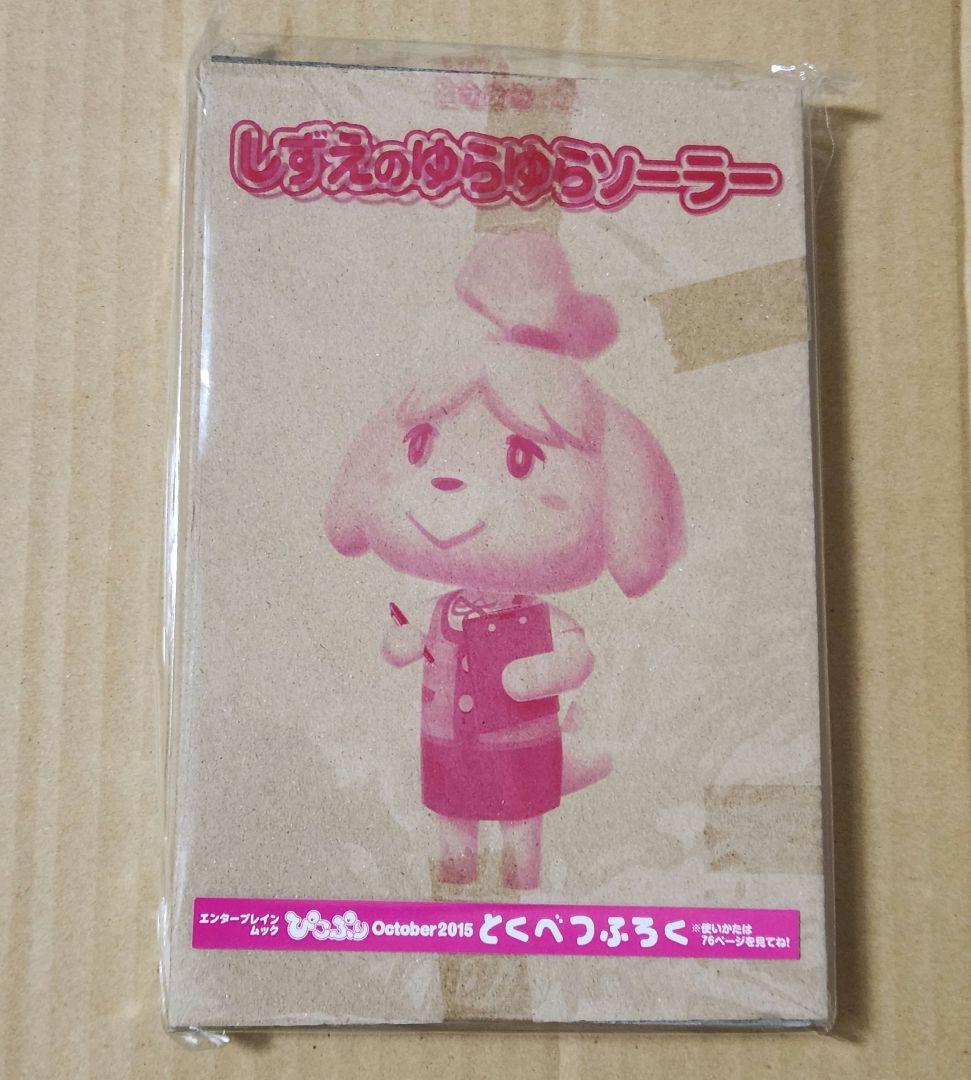 しずえのゆらゆらソーラー
エンターブレイン
ムック
ぴこぷり October 2015 とくべつふろく
※使いかたは
76ページを見てね!